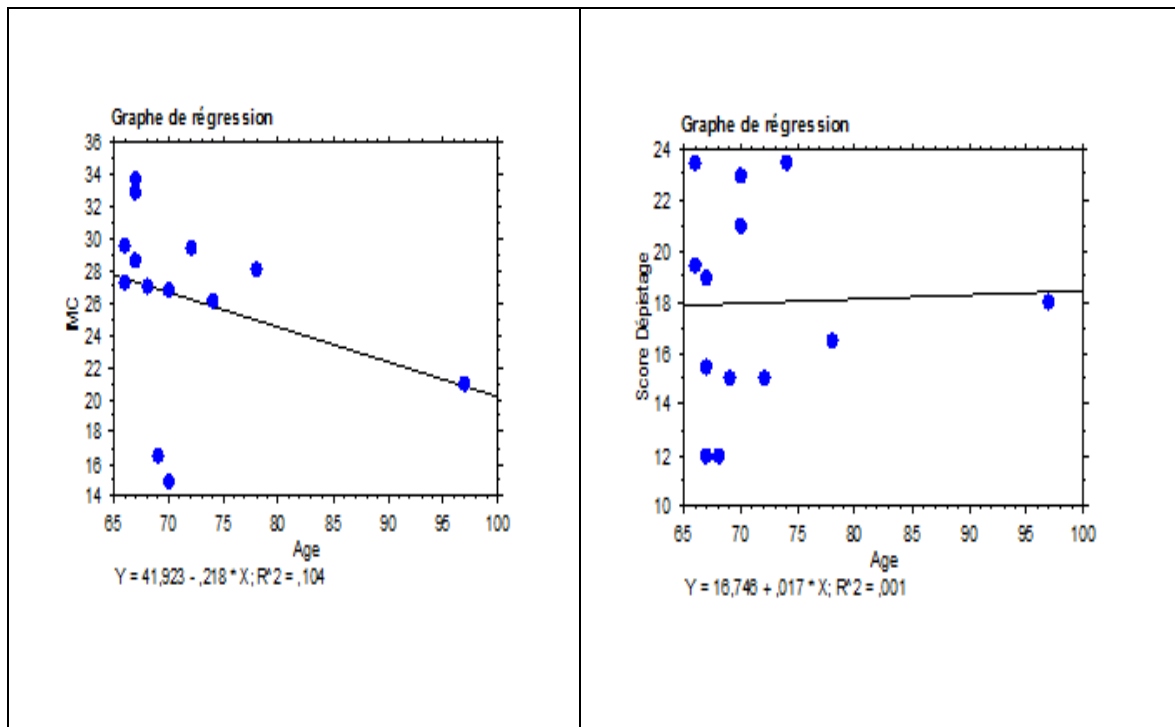 Graphe de régression
36
34
32
30
28
26
24
22
20
18
16
14
IMC
65 70 75 80 85 90 95 100
Age
Y = 41,923 - ,218 * X; R^2 = ,104
Graphe de régression
24
22
20
18
16
14
12
10
Score Dépistage
65 70 75 80 85 90 95 100
Age
Y = 16,746 + ,017 * X; R^2 = ,001